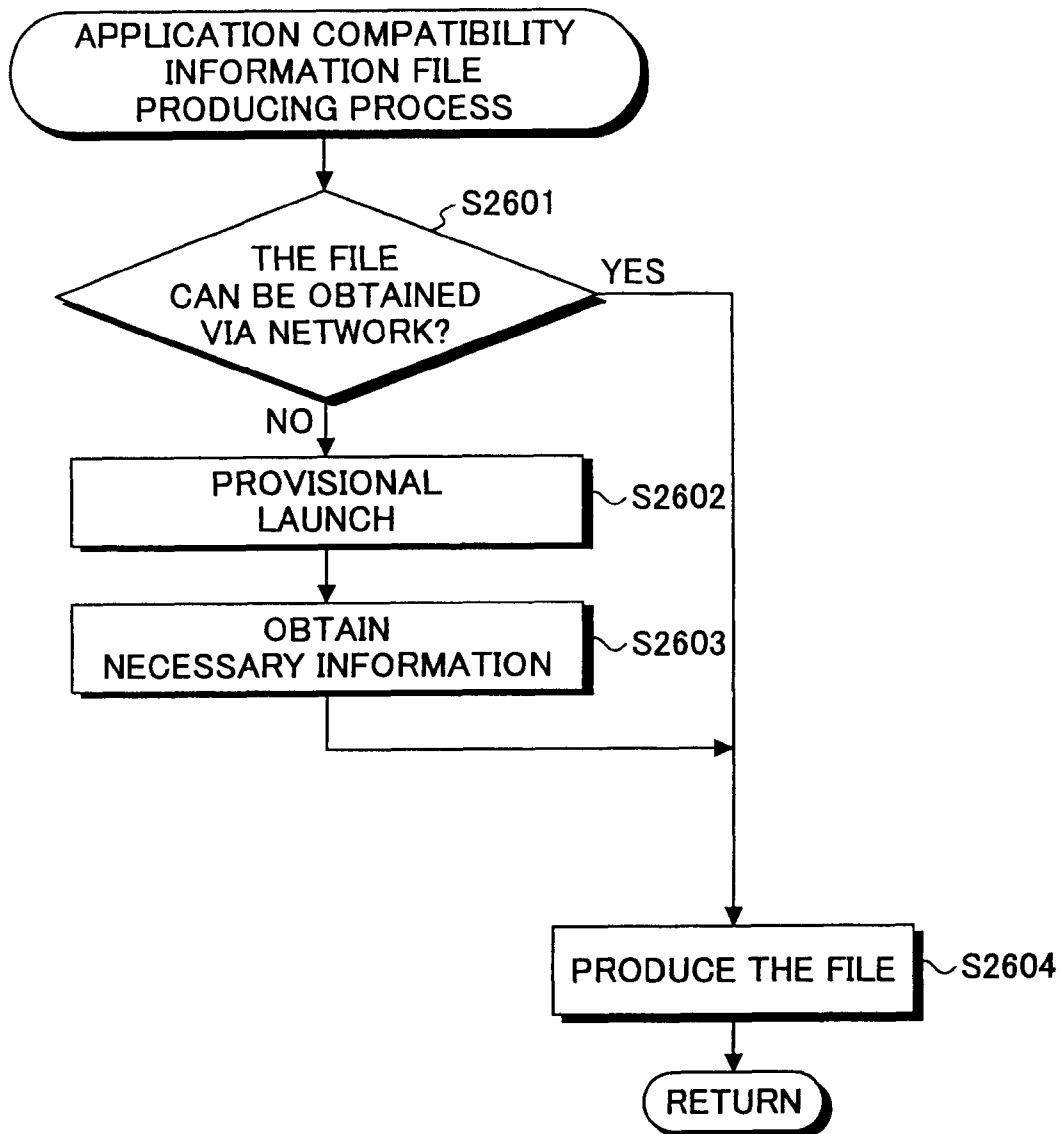 APPLICATION COMPATIBILITY
INFORMATION FILE
PRODUCING PROCESS
S2601
THE FILE
CAN BE OBTAINED
VIA NETWORK?
YES
NO
PROVISIONAL
LAUNCH
S2602
OBTAIN
NECESSARY INFORMATION
S2603
PRODUCE THE FILE
S2604
RETURN